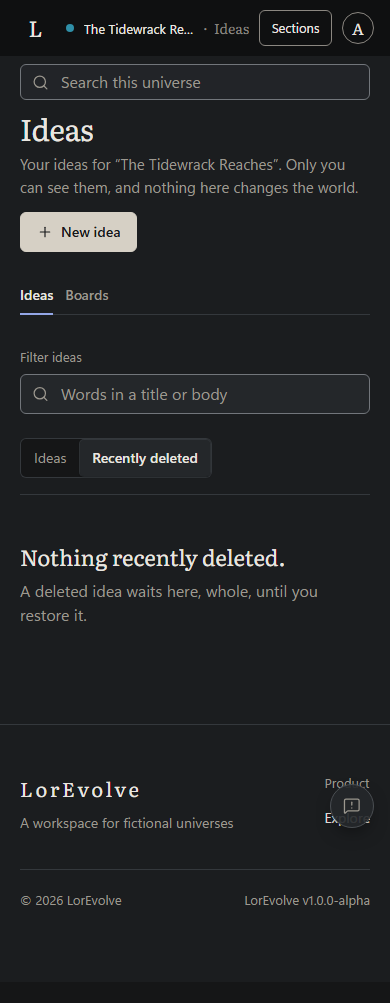 L
The Tidewrack Re... · Ideas
Sections
A
Search this universe
Ideas
Your ideas for “The Tidewrack Reaches”. Only you
can see them, and nothing here changes the world.
New idea
Ideas
Boards
Filter ideas
Words in a title or body
Ideas
Recently deleted
Nothing recently deleted.
A deleted idea waits here, whole, until you
restore it.
LorEvolve
Product
A workspace for fictional universes
Explore
© 2026 LorEvolve
LorEvolve v1.0.0-alpha